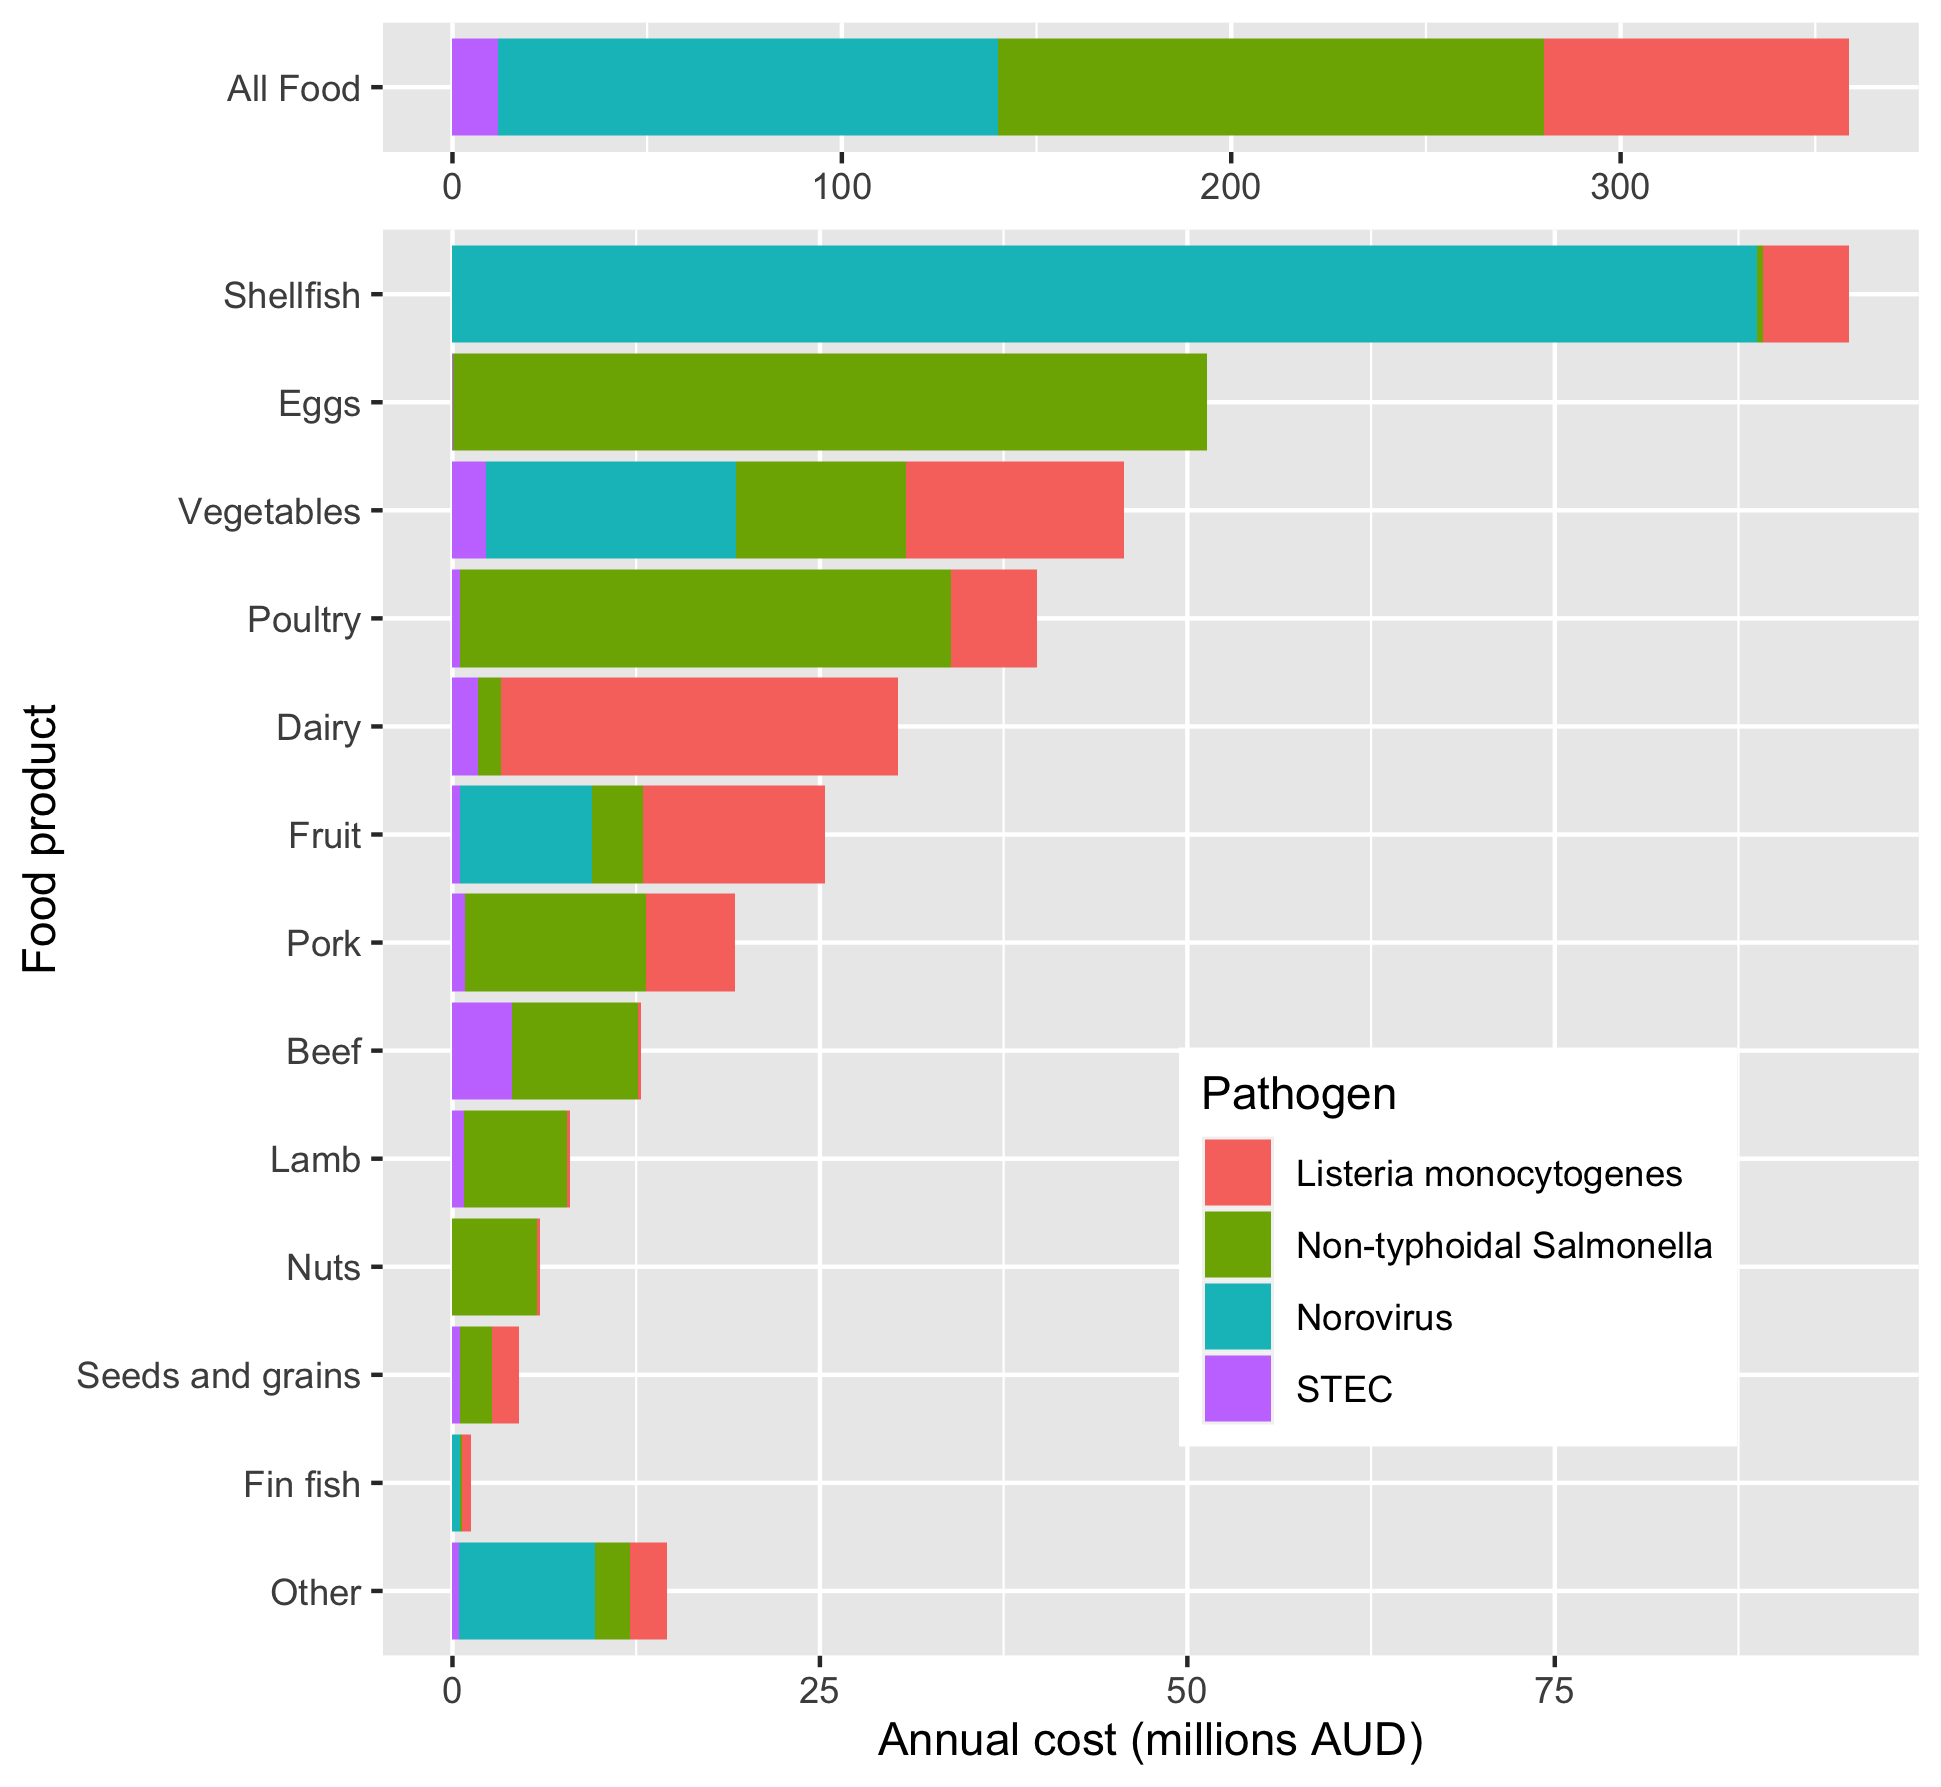 All Food
0 100 200 300
Shellfish
Eggs
Vegetables
Poultry
Dairy
Fruit
Pork
Beef
Lamb
Nuts
Seeds and grains
Fin fish
Other
Food product
Pathogen
Listeria monocytogenes
Non-typhoidal Salmonella
Norovirus
STEC
0 25 50 75
Annual cost (millions AUD)